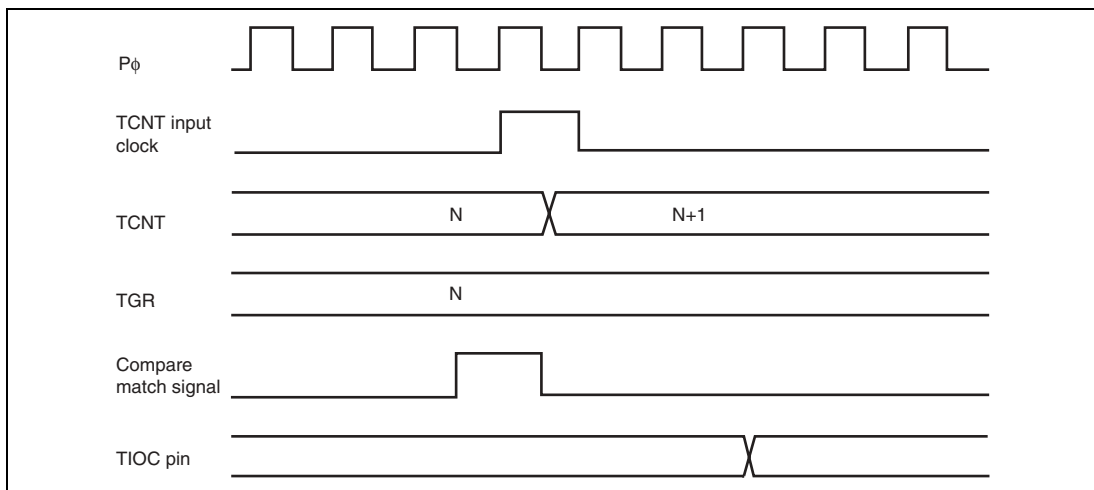 Pϕ
TCNT input
clock
TCNT
N
N+1
TGR
N
Compare
match signal
TIOC pin